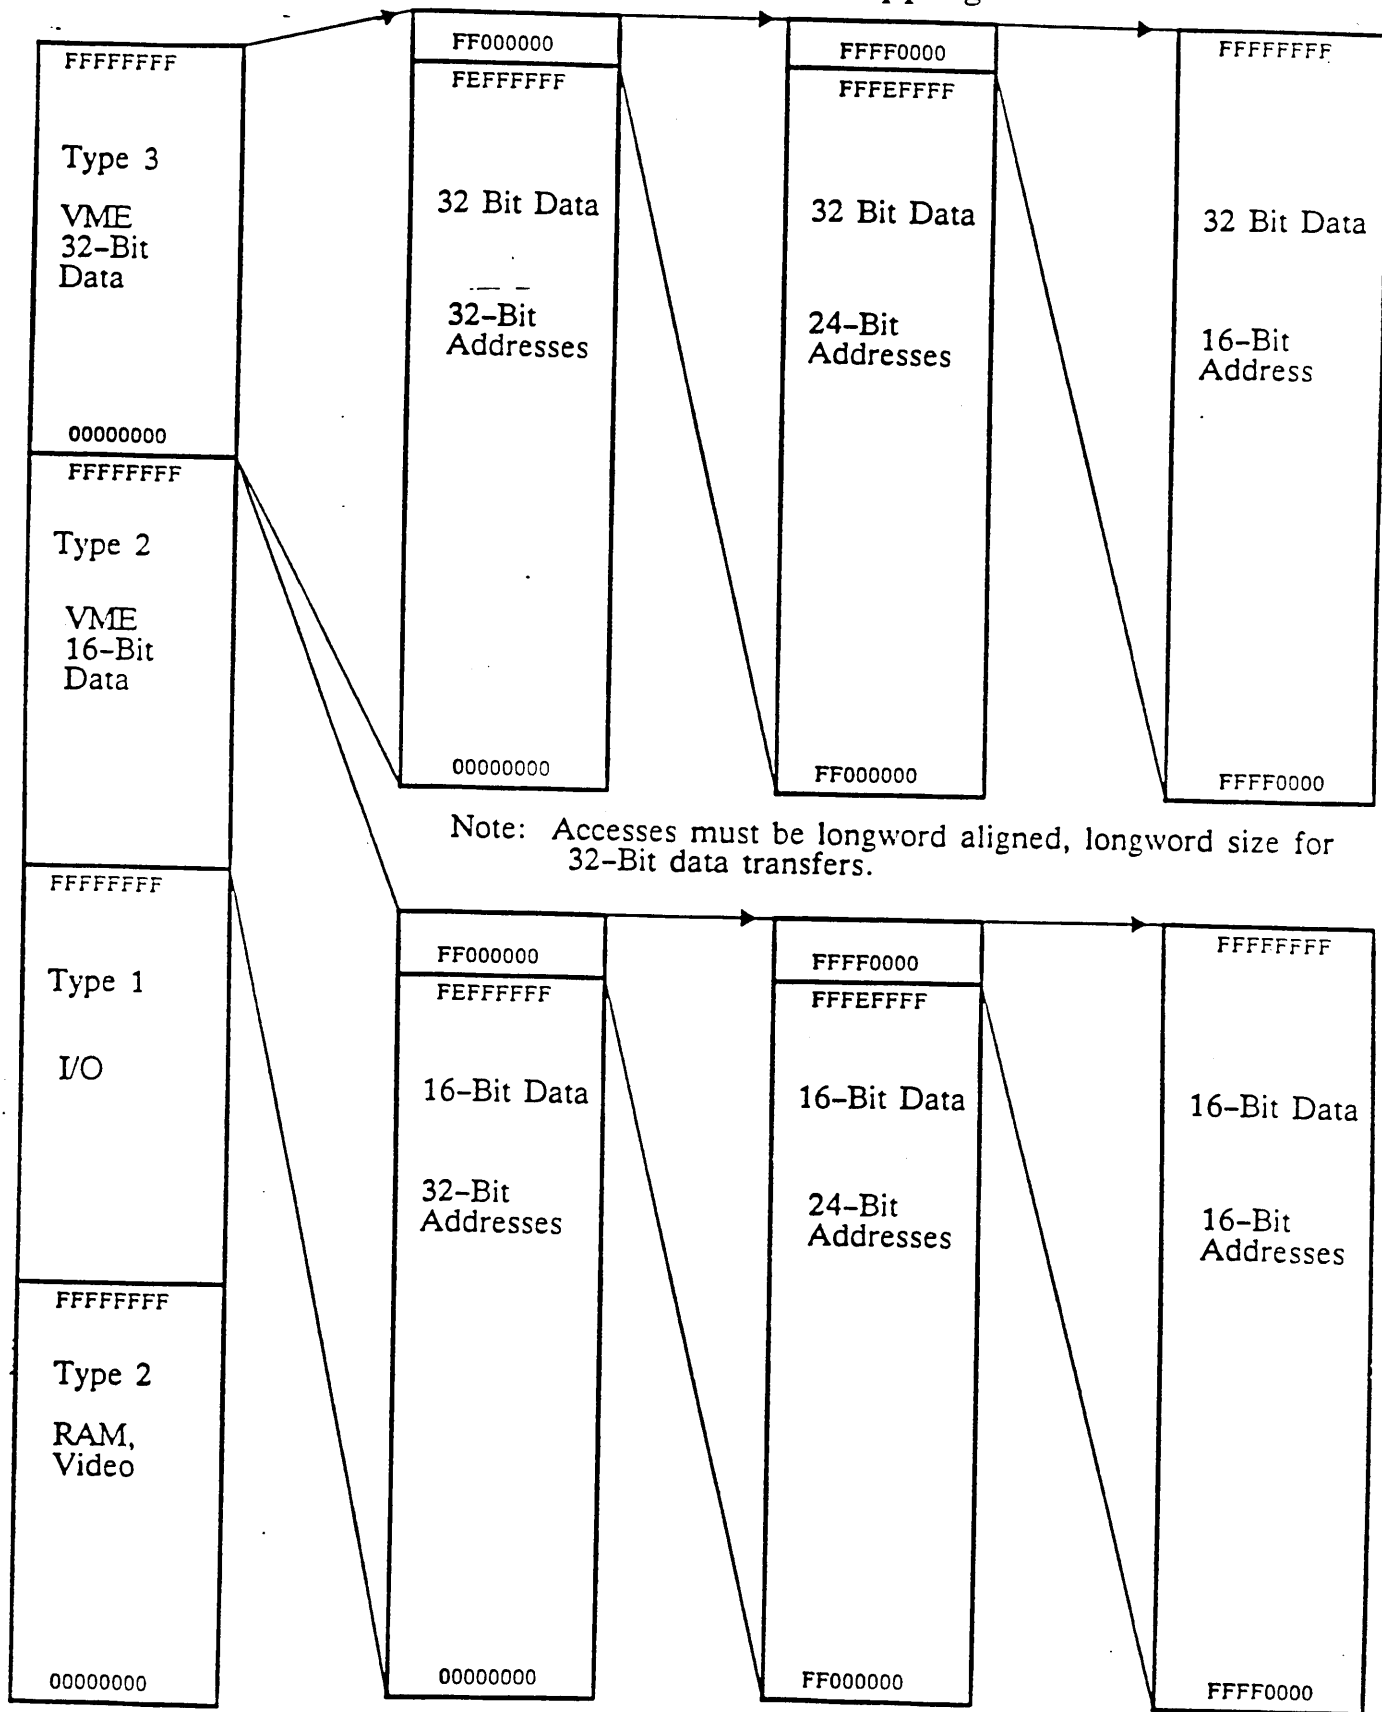 FFFFFFFF
Type 3
VME
32-Bit
Data
00000000
FFFFFFFF
Type 2
VME
16-Bit
Data
FFFFFFFF
Type 1
I/O
FFFFFFFF
Type 2
RAM,
Video
00000000
FF000000
FEFFFFFF
32 Bit Data
32-Bit
Addresses
00000000
FFFF0000
FFFEFFFF
32 Bit Data
24-Bit
Addresses
FF000000
FFFFFFFF
32 Bit Data
16-Bit
Address
FFFF0000
Note: Accesses must be longword aligned, longword size for
32-Bit data transfers.
FF000000
FEFFFFFF
16-Bit Data
32-Bit
Addresses
00000000
FFFF0000
FFFEFFFF
16-Bit Data
24-Bit
Addresses
FF000000
FFFFFFFF
16-Bit Data
16-Bit
Addresses
FFFF0000